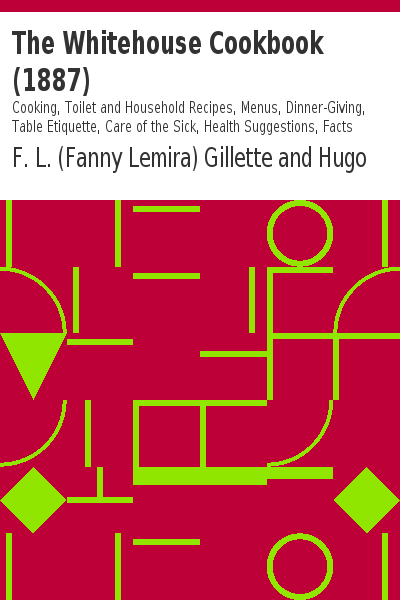 The Whitehouse Cookbook
(1887)
Cooking, Toilet and Household Recipes, Menus, Dinner-Giving,
Table Etiquette, Care of the Sick, Health Suggestions, Facts
F. L. (Fanny Lemira) Gillette and Hugo